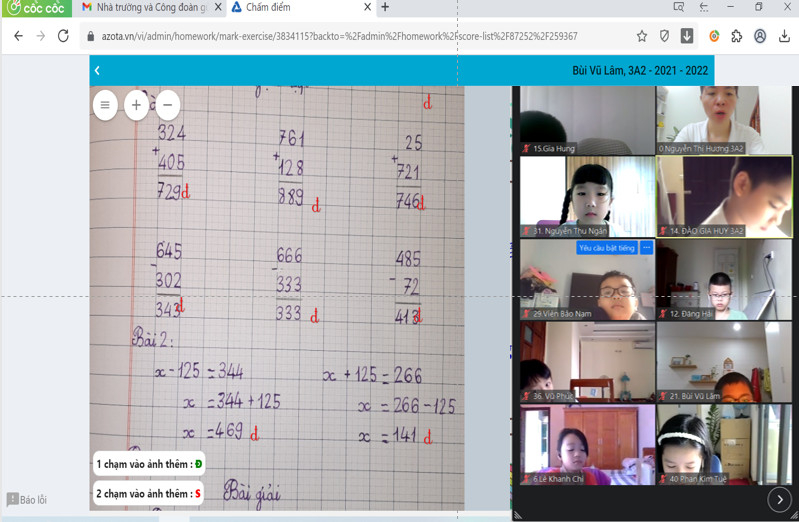 cốc cốc
Nhà trường và Công đoàn gi
Chấm điểm
azota.vn/vi/admin/homework/mark-exercise/3834115?backto=%2Fadmin%2Fhomework%2Fscore-list%2F87252%2F259367
Bùi Vũ Lâm, 3A2 - 2021 - 2022
d
324 761 25
+ + +
405 128 721
729 d 889 d 746 d
645 666 485
- - -
302 333 72
343 d 333 d 413 d
Bài 2:
x - 125 = 344 x + 125 = 266
x = 344 + 125 x = 266 - 125
x = 469 d x = 141 d
1 chạm vào ảnh thêm : Đ
2 chạm vào ảnh thêm : S
Bài giải
Báo lỗi
15.Gia Hung
0.Nguyễn Thị Hương.3A2
31. Nguyễn Thu Ngân
14. ĐÀO GIA HUY 3A2
Yêu cầu bật tiếng ...
29.Viên Bảo Nam
12. Đăng Hải
36. Vũ Phúc
21. Bùi Vũ Lâm
6.Lê Khanh Chi
40 Phan Kim Tuệ